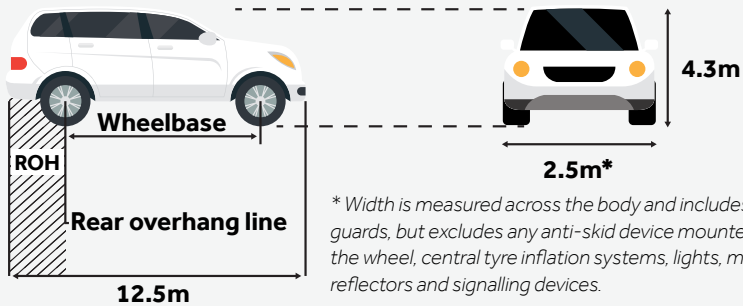 4.3m
Wheelbase
ROH
2.5m*
Rear overhang line
* Width is measured across the body and includes
guards, but excludes any anti-skid device mounte
the wheel, central tyre inflation systems, lights, m
reflectors and signalling devices.
12.5m